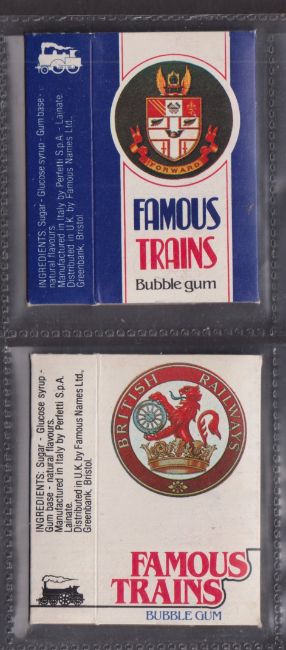 INGREDIENTS: Sugar - Glucose syrup - Gum base -
natural flavours.
Manufactured in Italy by Perfetti S.p.A. - Lainate.
Distributed in U.K. by Famous Names Ltd.,
Greenbank, Bristol.
FORWARD
FAMOUS
TRAINS
Bubble gum
INGREDIENTS: Sugar - Glucose syrup -
Gum base - natural flavours.
Manufactured in Italy by Perfetti S.p.A.
Lainate.
Distributed in U.K. by Famous Names Ltd.,
Greenbank, Bristol.
BRITISH RAILWAYS
FAMOUS
TRAINS
BUBBLE GUM